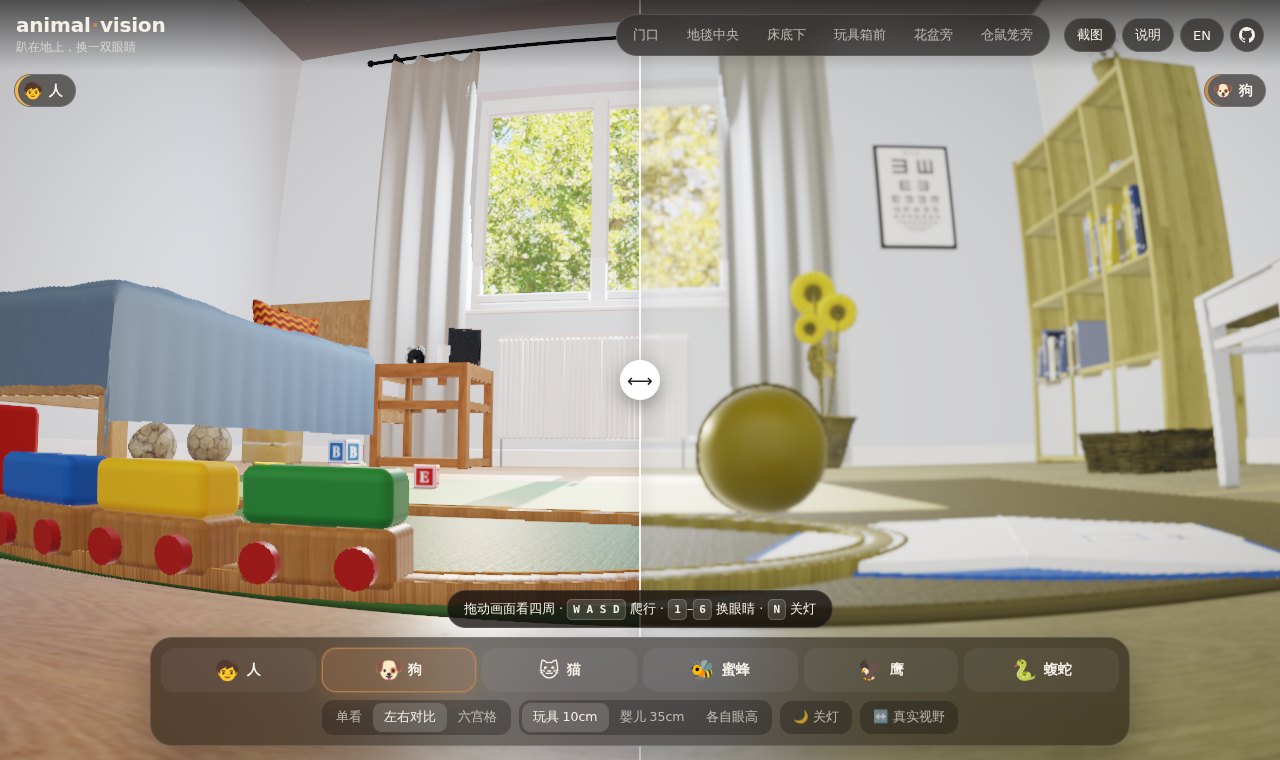 animal·vision
趴在地上，换一双眼睛
门口 地毯中央 床底下 玩具箱前 花盆旁 仓鼠笼旁
截图 说明 EN
人
狗
B B
E
拖动画面看四周 · W A S D 爬行 · 1 – 6 换眼睛 · N 关灯
人 狗 猫 蜜蜂 鹰 蝮蛇
单看 左右对比 六宫格 玩具 10cm 婴儿 35cm 各自眼高 关灯 真实视野